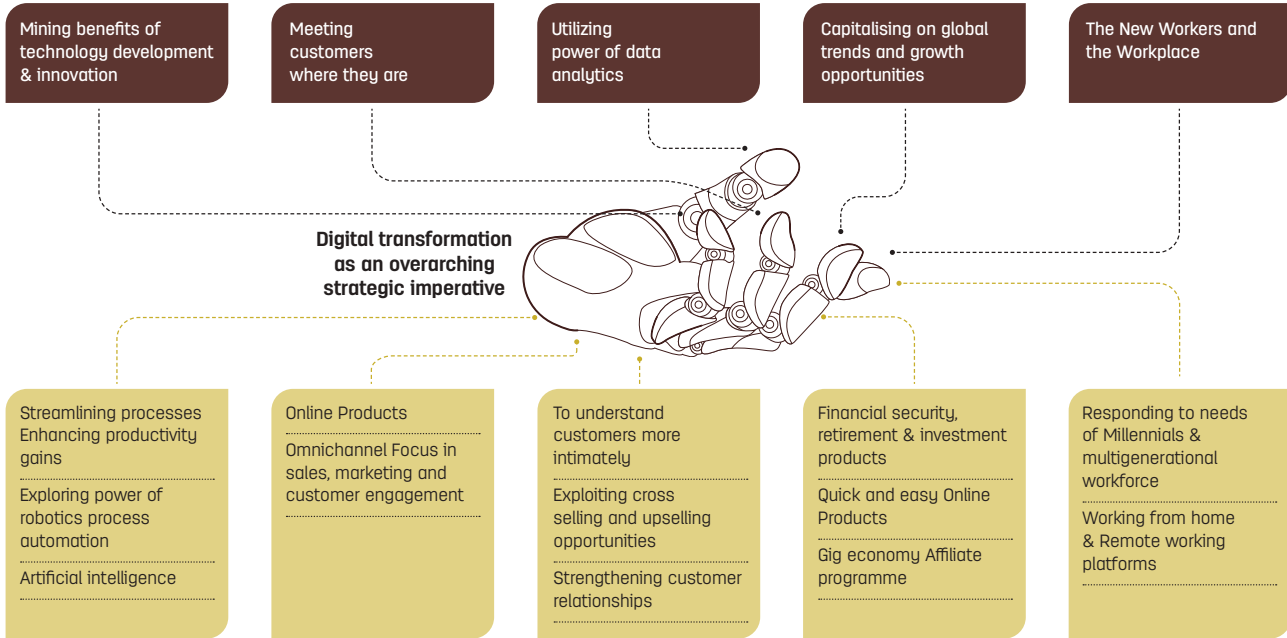 Mining benefits of
technology development
& innovation
Meeting
customers
where they are
Utilizing
power of data
analytics
Capitalising on global
trends and growth
opportunities
The New Workers and
the Workplace
Digital transformation
as an overarching
strategic imperative
Streamlining processes
Enhancing productivity
gains
Exploring power of
robotics process
automation
Artificial intelligence
Online Products
Omnichannel Focus in
sales, marketing and
customer engagement
To understand
customers more
intimately
Exploiting cross
selling and upselling
opportunities
Strengthening customer
relationships
Financial security,
retirement & investment
products
Quick and easy Online
Products
Gig economy Affiliate
programme
Responding to needs
of Millennials &
multigenerational
workforce
Working from home
& Remote working
platforms